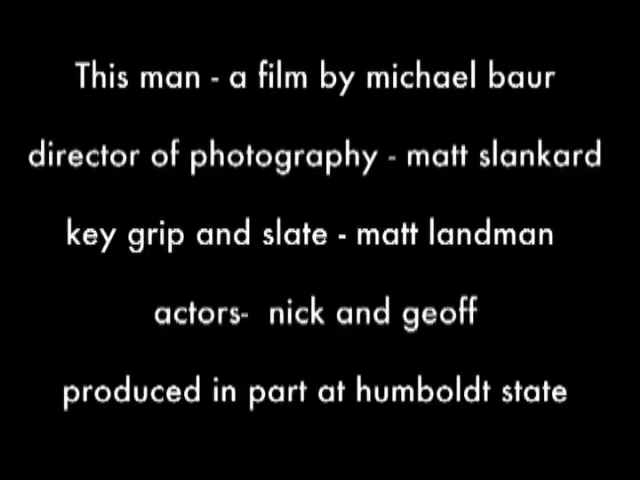 This man - a film by michael baur
director of photography - matt slankard
key grip and slate - matt landman
actors-  nick and geoff
produced in part at humboldt state